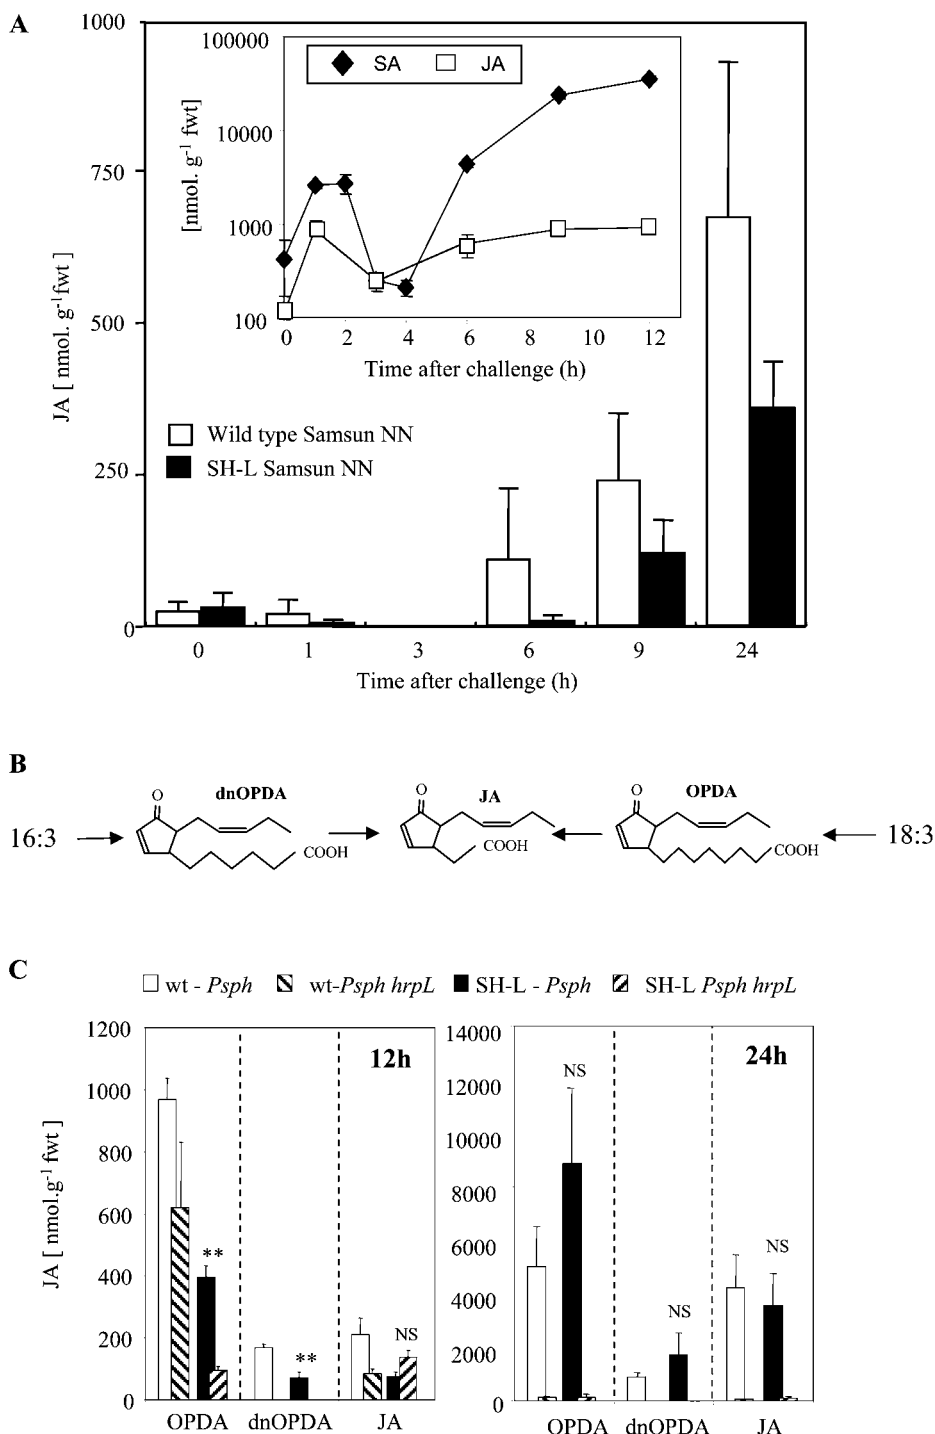 A
1000
750
500
250
0
JA [ nmol. g-1fwt ]
100000
10000
1000
100
[nmol. g-1 fwt]
SA JA
0 2 4 6 8 10 12
Time after challenge (h)
Wild type Samsun NN
SH-L Samsun NN
0 1 3 6 9 24
Time after challenge (h)
B
16:3
dnOPDA
O
COOH
JA
O
COOH
OPDA
O
COOH
18:3
C
wt - Psph wt-Psph hrpL SH-L - Psph SH-L Psph hrpL
JA [ nmol.g-1 fwt ]
1200
1000
800
600
400
200
0
12h
**
**
NS
OPDA dnOPDA JA
14000
12000
10000
8000
6000
4000
2000
0
24h
NS
NS
NS
OPDA dnOPDA JA